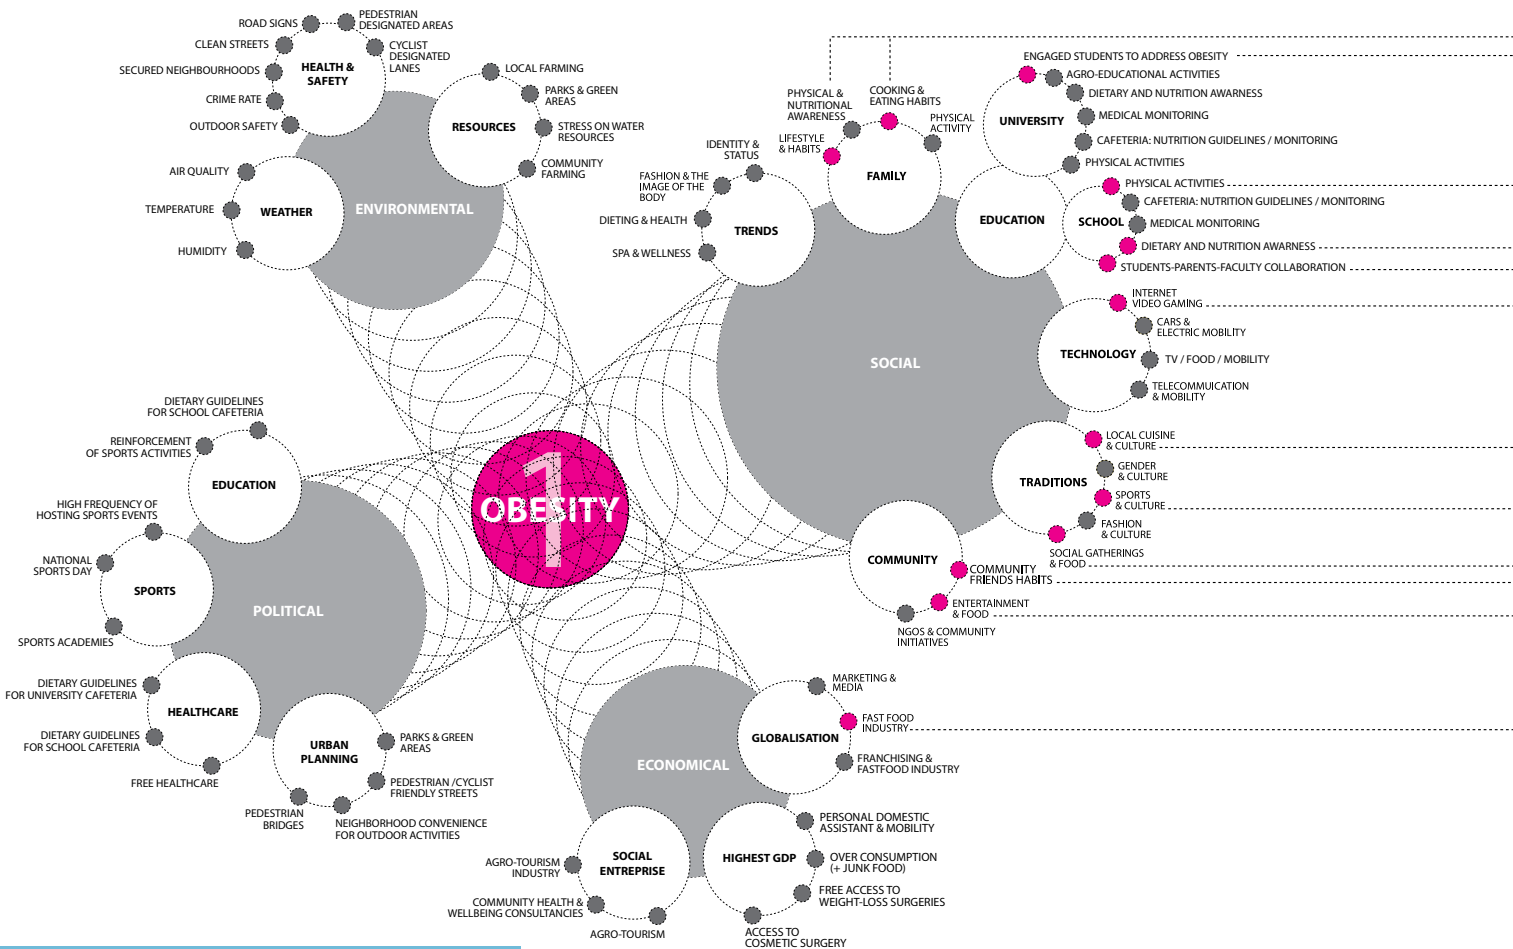 ROAD SIGNS
PEDESTRIAN
DESIGNATED AREAS
CLEAN STREETS
CYCLIST
DESIGNATED
LANES
SECURED NEIGHBOURHOODS
HEALTH &
SAFETY
CRIME RATE
OUTDOOR SAFETY
LOCAL FARMING
PARKS & GREEN
AREAS
RESOURCES
STRESS ON WATER
RESOURCES
COMMUNITY
FARMING
AIR QUALITY
TEMPERATURE
WEATHER
HUMIDITY
ENVIRONMENTAL
IDENTITY &
STATUS
FASHION & THE
IMAGE OF THE
BODY
DIETING & HEALTH
TRENDS
SPA & WELLNESS
PHYSICAL &
NUTRITIONAL
AWARENESS
COOKING &
EATING HABITS
LIFESTYLE
& HABITS
PHYSICAL
ACTIVITY
FAMILY
ENGAGED STUDENTS TO ADDRESS OBESITY
AGRO-EDUCATIONAL ACTIVITIES
DIETARY AND NUTRITION AWARNESS
UNIVERSITY
MEDICAL MONITORING
CAFETERIA: NUTRITION GUIDELINES / MONITORING
PHYSICAL ACTIVITIES
EDUCATION
SCHOOL
PHYSICAL ACTIVITIES
CAFETERIA: NUTRITION GUIDELINES / MONITORING
MEDICAL MONITORING
DIETARY AND NUTRITION AWARNESS
STUDENTS-PARENTS-FACULTY COLLABORATION
INTERNET
VIDEO GAMING
CARS &
ELECTRIC MOBILITY
TECHNOLOGY
TV / FOOD / MOBILITY
TELECOMMUICATION
& MOBILITY
SOCIAL
LOCAL CUISINE
& CULTURE
GENDER
& CULTURE
TRADITIONS
SPORTS
& CULTURE
FASHION
& CULTURE
SOCIAL GATHERINGS
& FOOD
COMMUNITY
COMMUNITY
FRIENDS HABITS
ENTERTAINMENT
& FOOD
NGOS & COMMUNITY
INITIATIVES
1
OBESITY
DIETARY GUIDELINES
FOR SCHOOL CAFETERIA
REINFORCEMENT
OF SPORTS ACTIVITIES
EDUCATION
HIGH FREQUENCY OF
HOSTING SPORTS EVENTS
NATIONAL
SPORTS DAY
SPORTS
SPORTS ACADEMIES
POLITICAL
DIETARY GUIDELINES
FOR UNIVERSITY CAFETERIA
HEALTHCARE
DIETARY GUIDELINES
FOR SCHOOL CAFETERIA
FREE HEALTHCARE
URBAN
PLANNING
PARKS & GREEN
AREAS
PEDESTRIAN /CYCLIST
FRIENDLY STREETS
PEDESTRIAN
BRIDGES
NEIGHBORHOOD CONVENIENCE
FOR OUTDOOR ACTIVITIES
MARKETING &
MEDIA
FAST FOOD
INDUSTRY
GLOBALISATION
FRANCHISING &
FASTFOOD INDUSTRY
ECONOMICAL
PERSONAL DOMESTIC
ASSISTANT & MOBILITY
HIGHEST GDP
OVER CONSUMPTION
(+ JUNK FOOD)
FREE ACCESS TO
WEIGHT-LOSS SURGERIES
ACCESS TO
COSMETIC SURGERY
SOCIAL
ENTREPRISE
AGRO-TOURISM
INDUSTRY
COMMUNITY HEALTH &
WELLBEING CONSULTANCIES
AGRO-TOURISM